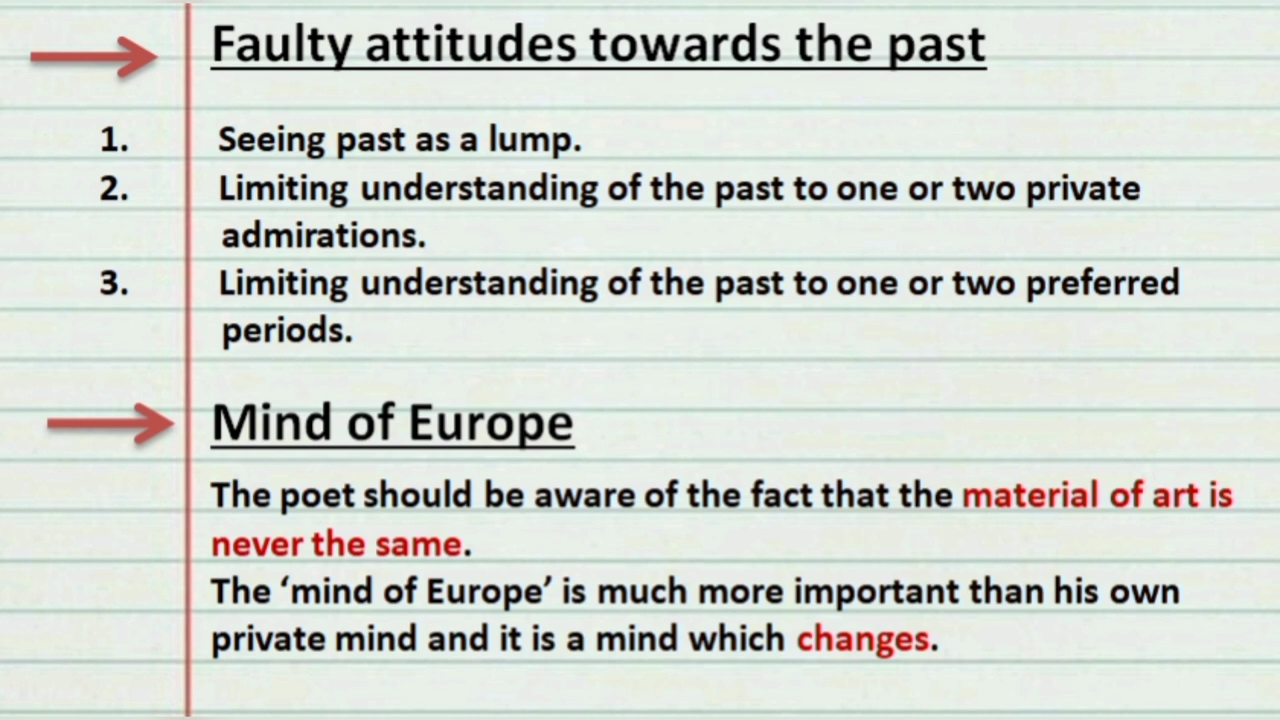 Faulty attitudes towards the past
1. Seeing past as a lump.
2. Limiting understanding of the past to one or two private
admirations.
3. Limiting understanding of the past to one or two preferred
periods.
Mind of Europe
The poet should be aware of the fact that the material of art is
never the same.
The ‘mind of Europe’ is much more important than his own
private mind and it is a mind which changes.